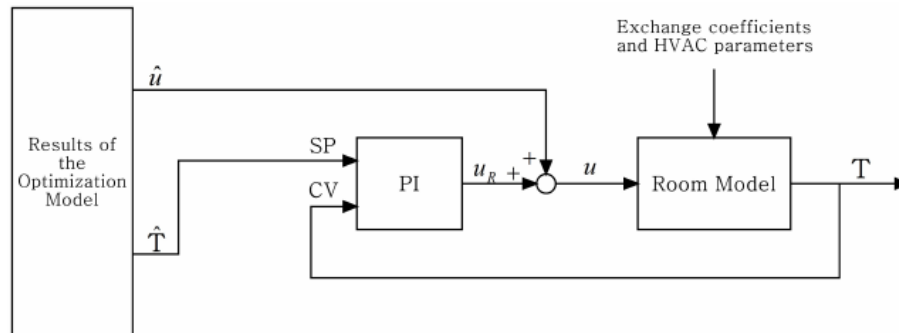 Exchange coefficients
and HVAC parameters
û
Results of
the
Optimization
Model
SP
CV
PI
u_R
+
+
u
Room Model
T
T̂